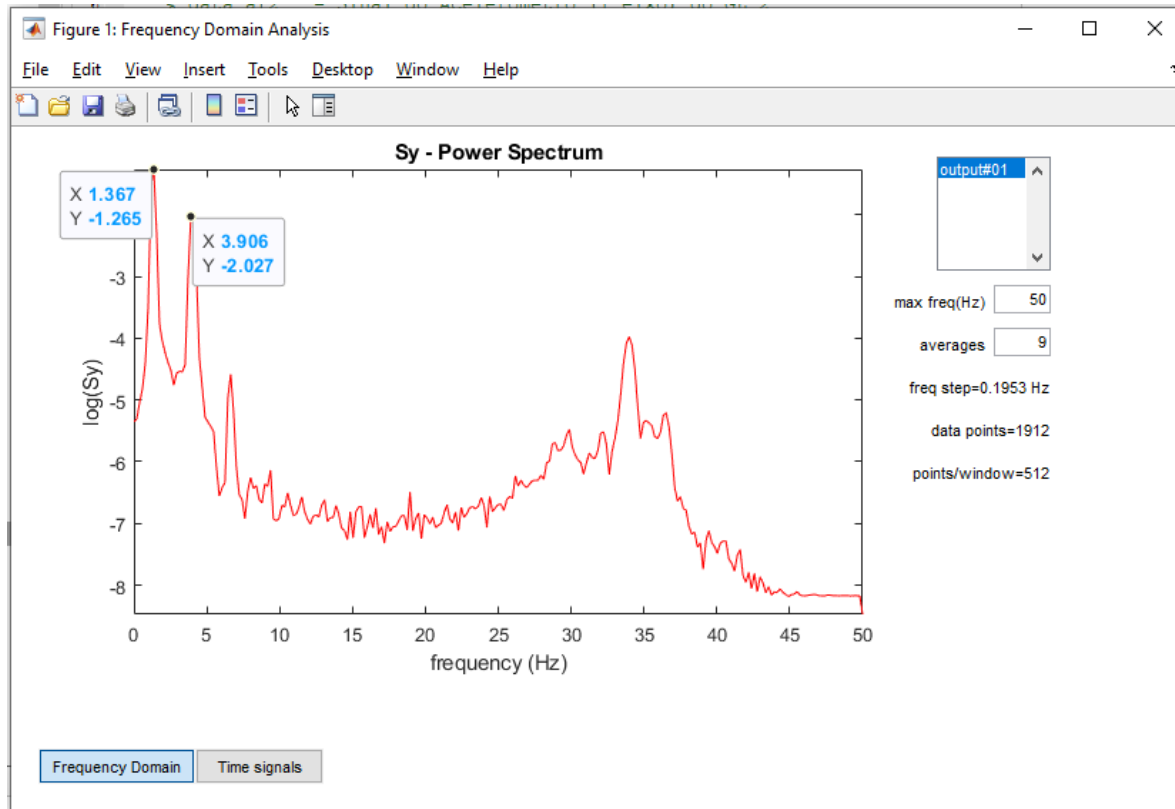 Figure 1: Frequency Domain Analysis
File Edit View Insert Tools Desktop Window Help
Sy - Power Spectrum
X 1.367
Y -1.265
X 3.906
Y -2.027
-3
-4
-5
-6
-7
-8
log(Sy)
0 5 10 15 20 25 30 35 40 45 50
frequency (Hz)
output#01
max freq(Hz) 50
averages 9
freq step=0.1953 Hz
data points=1912
points/window=512
Frequency Domain Time signals